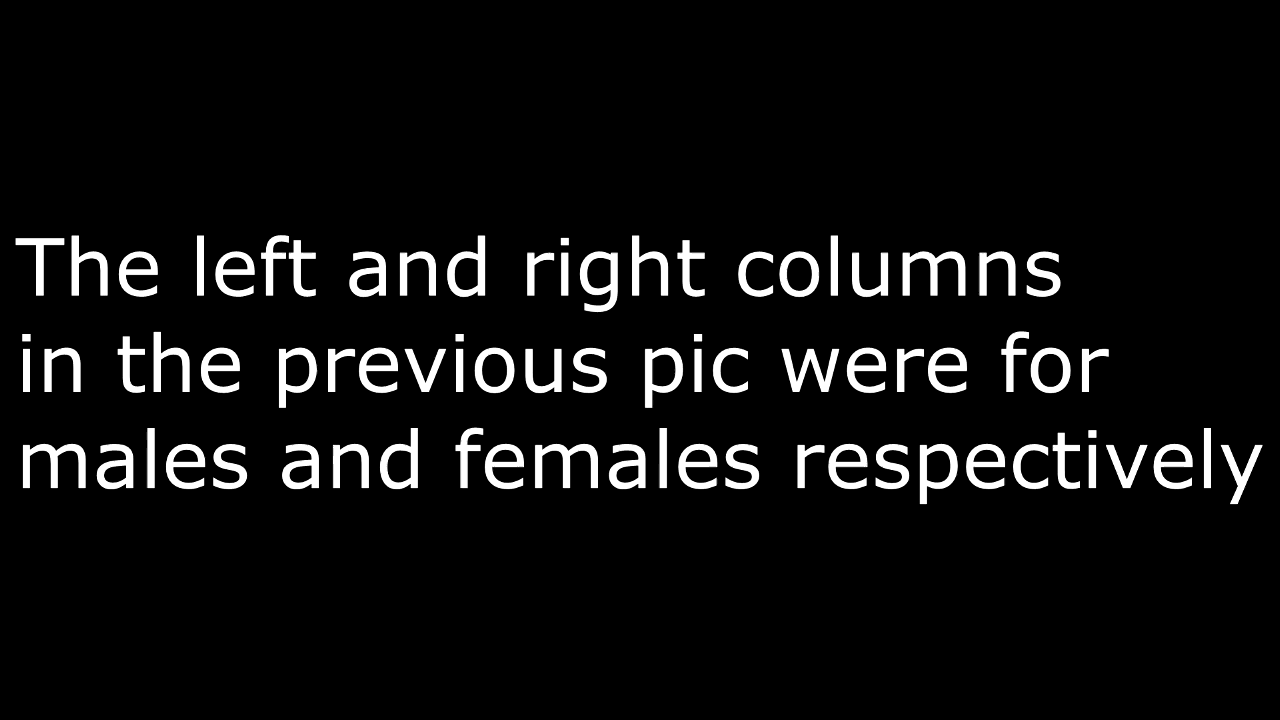 The left and right columns
in the previous pic were for
males and females respectively